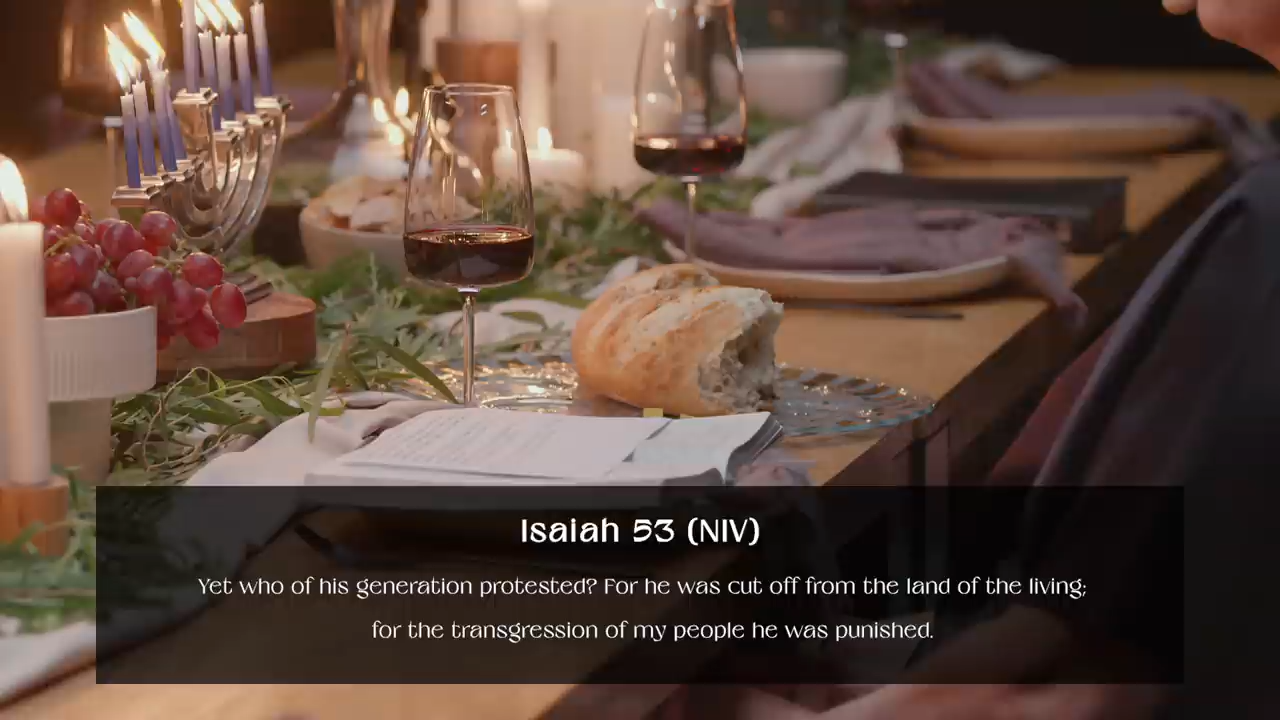 Isaiah 53 (NIV)
Yet who of his generation protested? For he was cut off from the land of the living;
for the transgression of my people he was punished.